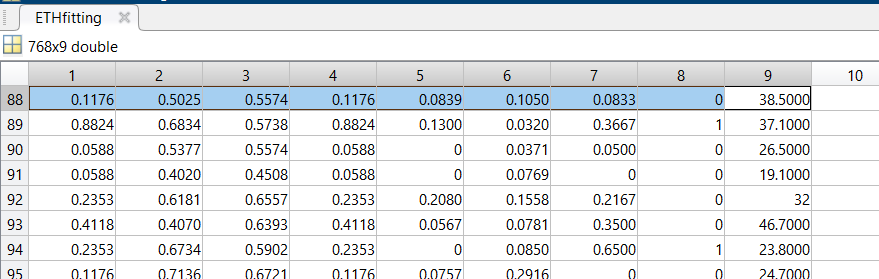 ETHfitting
768x9 double
1 2 3 4 5 6 7 8 9 10
88 0.1176 0.5025 0.5574 0.1176 0.0839 0.1050 0.0833 0 38.5000
89 0.8824 0.6834 0.5738 0.8824 0.1300 0.0320 0.3667 1 37.1000
90 0.0588 0.5377 0.5574 0.0588 0 0.0371 0.0500 0 26.5000
91 0.0588 0.4020 0.4508 0.0588 0 0.0769 0 0 19.1000
92 0.2353 0.6181 0.6557 0.2353 0.2080 0.1558 0.2167 0 32
93 0.4118 0.4070 0.6393 0.4118 0.0567 0.0781 0.3500 0 46.7000
94 0.2353 0.6734 0.5902 0.2353 0 0.0850 0.6500 1 23.8000
95 0.1176 0.7136 0.6721 0.1176 0.0757 0.2916 0 0 24.7000